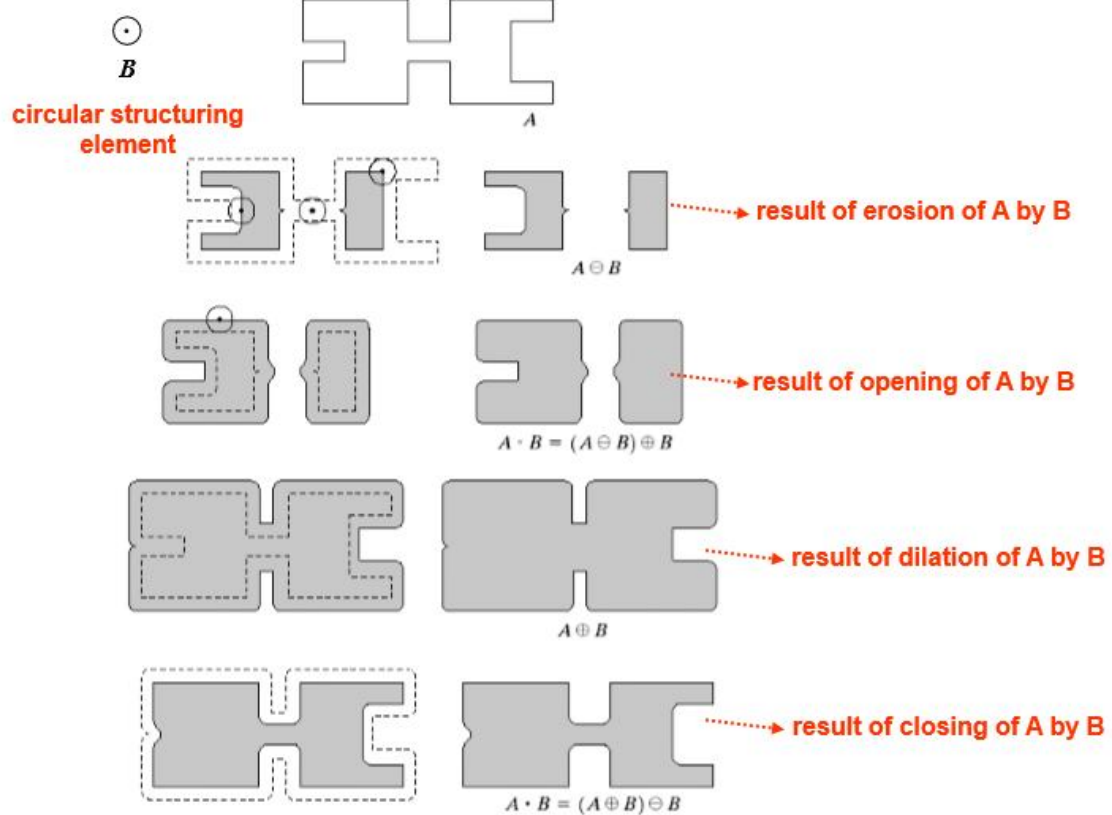 B
A
circular structuring
element
result of erosion of A by B
A ⊖ B
result of opening of A by B
A ∘ B = (A ⊖ B) ⊕ B
result of dilation of A by B
A ⊕ B
result of closing of A by B
A • B = (A ⊕ B) ⊖ B